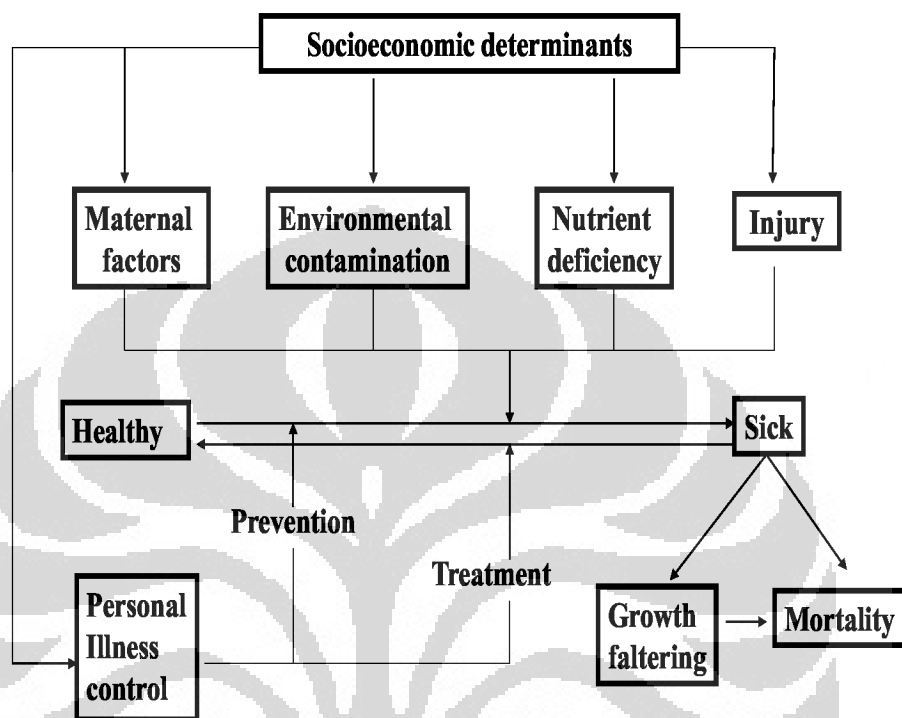 Socioeconomic determinants
Maternal
factors
Environmental
contamination
Nutrient
deficiency
Injury
Healthy
Sick
Prevention
Treatment
Personal
Illness
control
Growth
faltering
Mortality